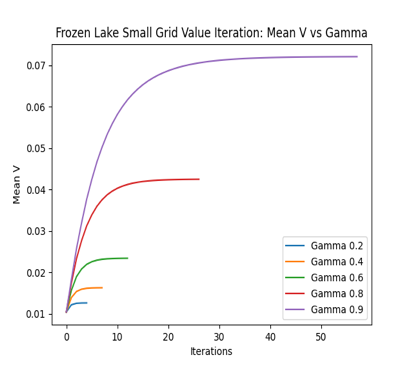 Frozen Lake Small Grid Value Iteration: Mean V vs Gamma
0.07
0.06
0.05
0.04
0.03
0.02
0.01
Mean V
Gamma 0.2
Gamma 0.4
Gamma 0.6
Gamma 0.8
Gamma 0.9
0 10 20 30 40 50
Iterations